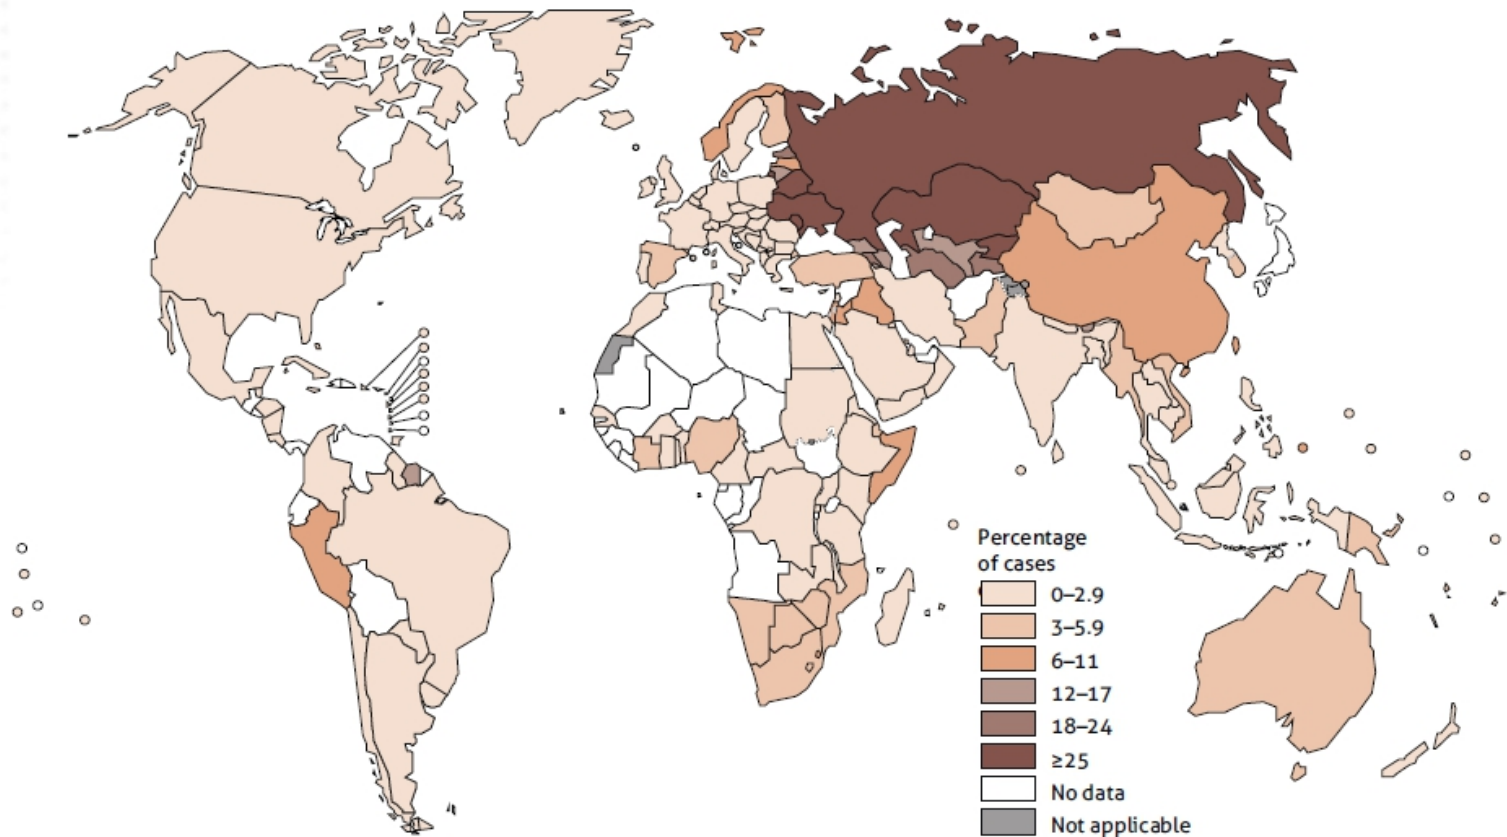 Percentage
of cases
0–2.9
3–5.9
6–11
12–17
18–24
≥25
No data
Not applicable